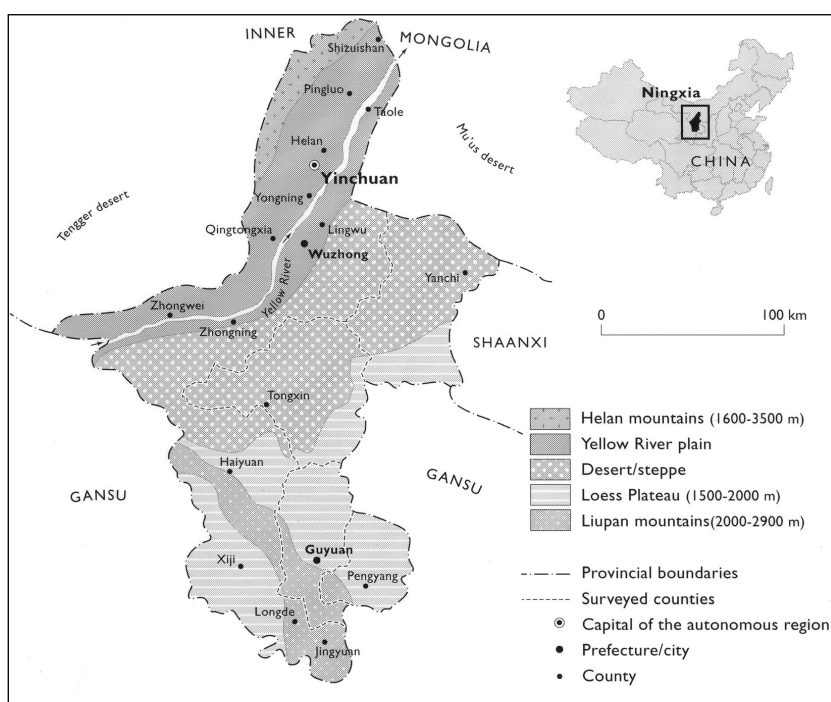 INNER
MONGOLIA
Shizuishan
Pingluo
Taole
Helan
Yinchuan
Yongning
Mu'us desert
Tengger desert
Qingtongxia
Lingwu
Wuzhong
Yellow River
Yanchi
Zhongwei
Zhongning
SHAANXI
Tongxin
Haiyuan
GANSU
GANSU
Guyuan
Xiji
Pengyang
Longde
Jingyuan
Ningxia
CHINA
0 100 km
Helan mountains (1600-3500 m)
Yellow River plain
Desert/steppe
Loess Plateau (1500-2000 m)
Liupan mountains(2000-2900 m)
Provincial boundaries
Surveyed counties
Capital of the autonomous region
Prefecture/city
County